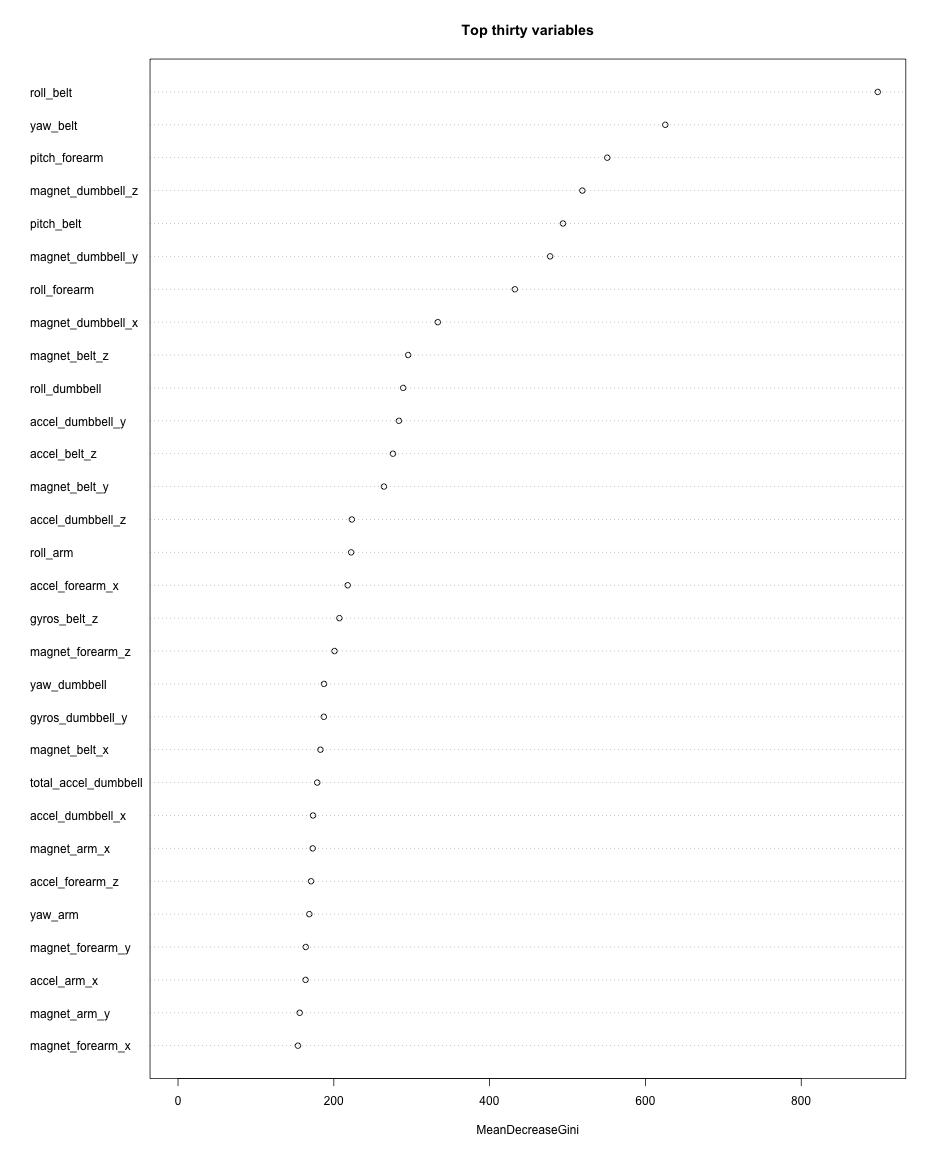 Top thirty variables
roll_belt
yaw_belt
pitch_forearm
magnet_dumbbell_z
pitch_belt
magnet_dumbbell_y
roll_forearm
magnet_dumbbell_x
magnet_belt_z
roll_dumbbell
accel_dumbbell_y
accel_belt_z
magnet_belt_y
accel_dumbbell_z
roll_arm
accel_forearm_x
gyros_belt_z
magnet_forearm_z
yaw_dumbbell
gyros_dumbbell_y
magnet_belt_x
total_accel_dumbbell
accel_dumbbell_x
magnet_arm_x
accel_forearm_z
yaw_arm
magnet_forearm_y
accel_arm_x
magnet_arm_y
magnet_forearm_x
0 200 400 600 800
MeanDecreaseGini